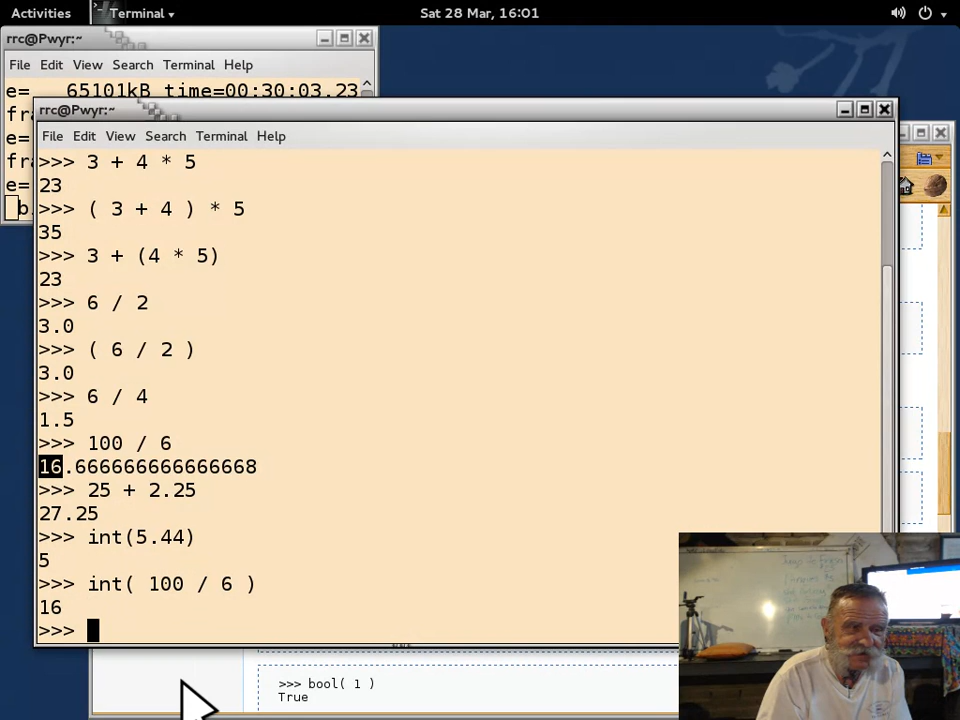 Activities
Terminal
Sat 28 Mar, 16:01
rrc@Pwyr:~
File Edit View Search Terminal Help
e=   65101kB time=00:30:03.23
fra
e=
fra
e=
b
rrc@Pwyr:~
File Edit View Search Terminal Help
>>> 3 + 4 * 5
23
>>> ( 3 + 4 ) * 5
35
>>> 3 + (4 * 5)
23
>>> 6 / 2
3.0
>>> ( 6 / 2 )
3.0
>>> 6 / 4
1.5
>>> 100 / 6
16.666666666666668
>>> 25 + 2.25
27.25
>>> int(5.44)
5
>>> int( 100 / 6 )
16
>>>
>>> bool( 1 )
True